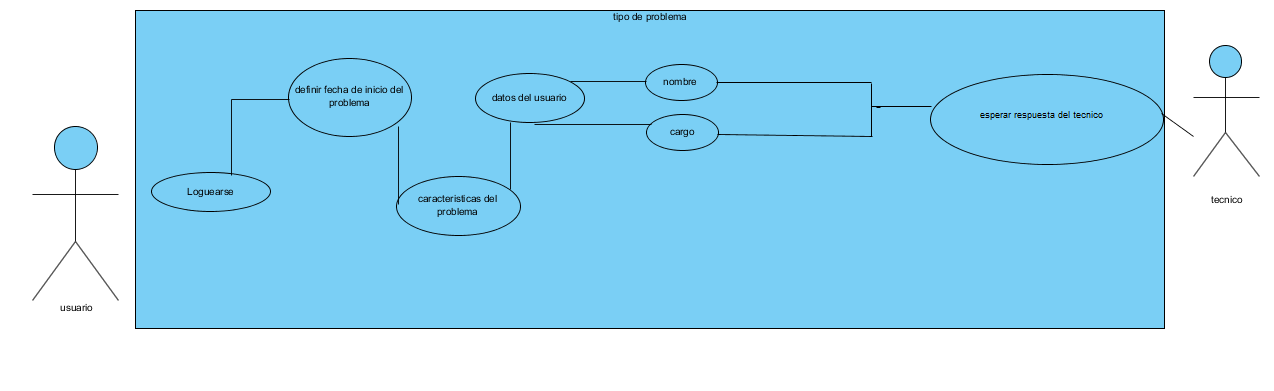 tipo de problema
definir fecha de inicio del
problema
datos del usuario
nombre
cargo
esperar respuesta del tecnico
Loguearse
caracteristicas del
problema
tecnico
usuario